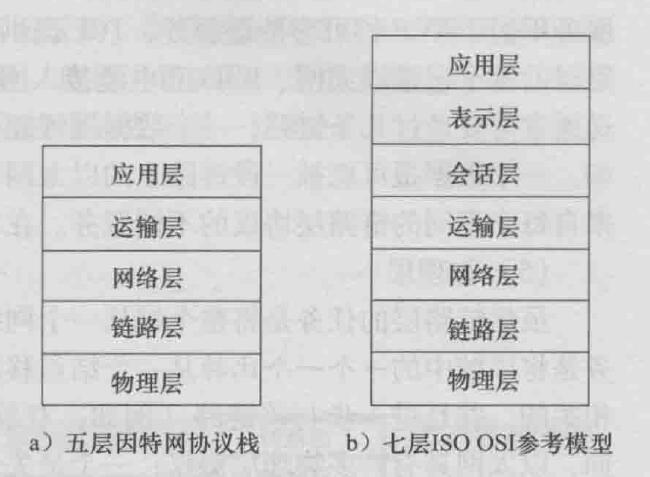 应用层
运输层
网络层
链路层
物理层
a）五层因特网协议栈
应用层
表示层
会话层
运输层
网络层
链路层
物理层
b）七层ISO OSI参考模型